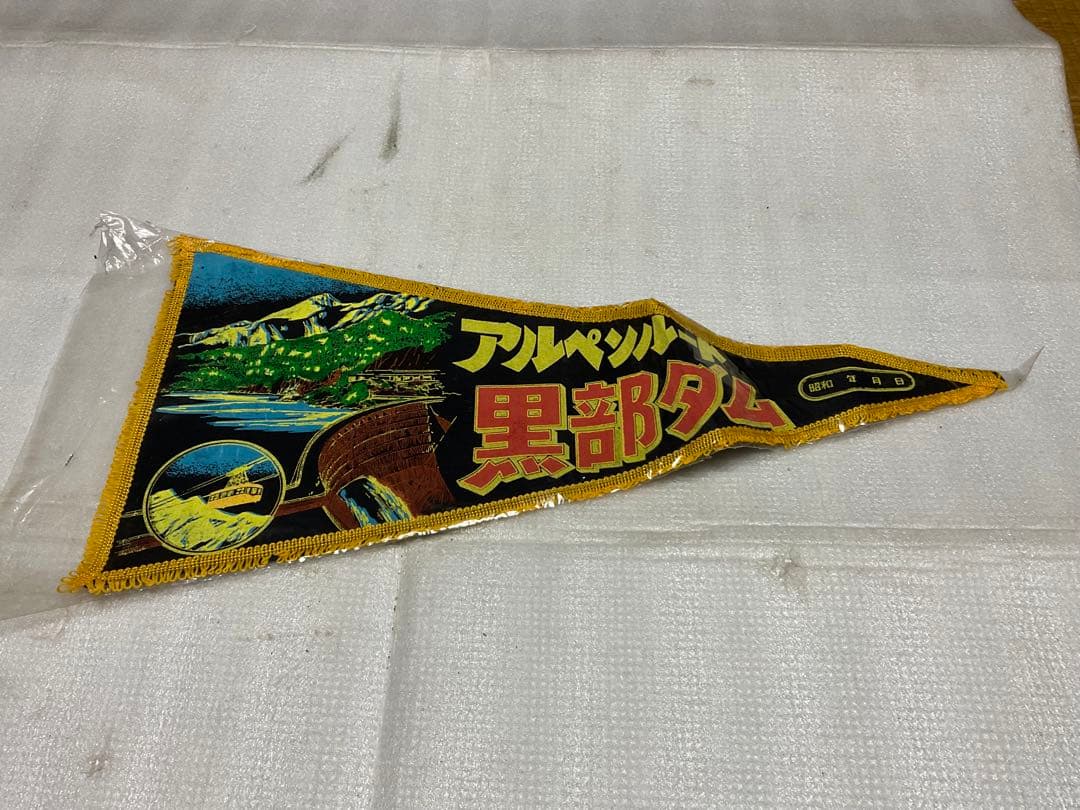 アルペンルート
黒部ダム
昭和 年 月 日